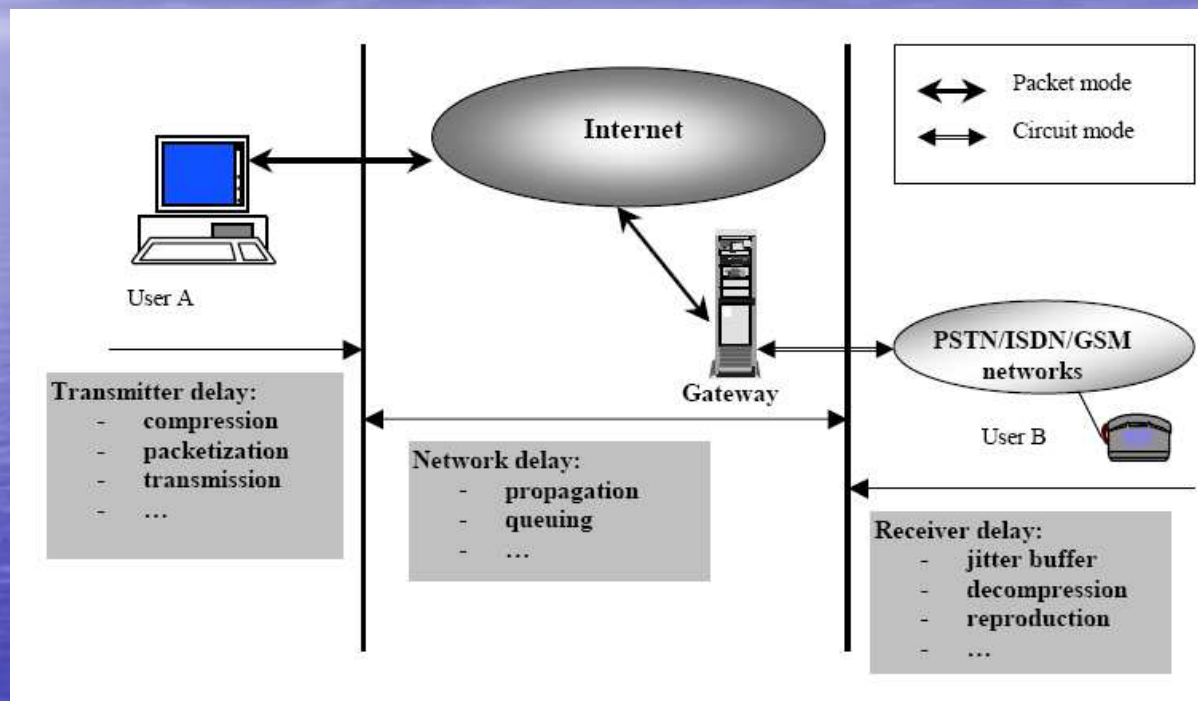 Internet
Packet mode
Circuit mode
User A
Gateway
PSTN/ISDN/GSM
networks
User B
Transmitter delay:
- compression
- packetization
- transmission
- …
Network delay:
- propagation
- queuing
- …
Receiver delay:
- jitter buffer
- decompression
- reproduction
- …